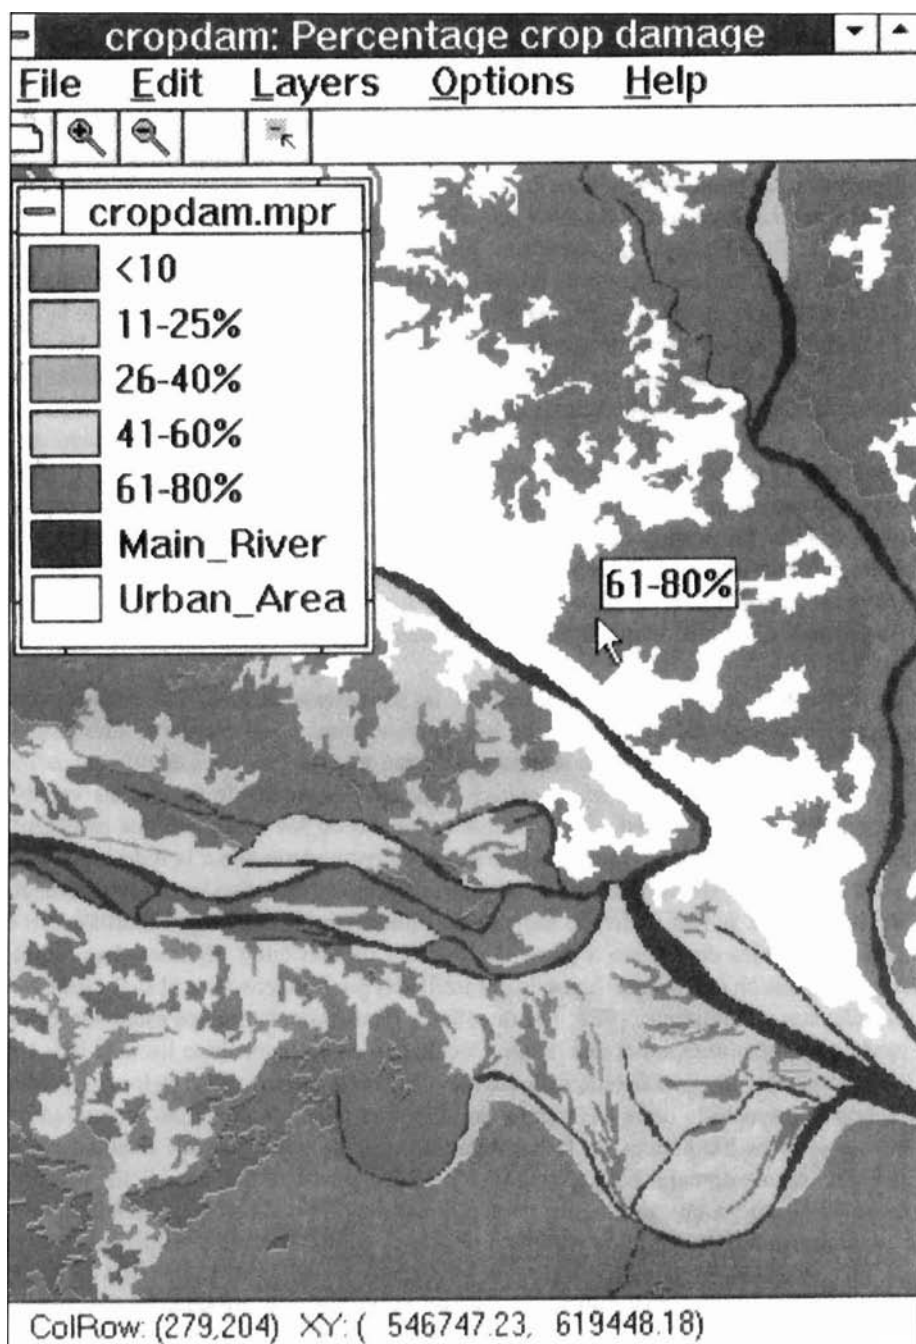 cropdam: Percentage crop damage
File Edit Layers Options Help
cropdam.mpr
<10
11-25%
26-40%
41-60%
61-80%
Main_River
Urban_Area
61-80%
ColRow: (279,204) XY: ( 546747.23, 619448.18)